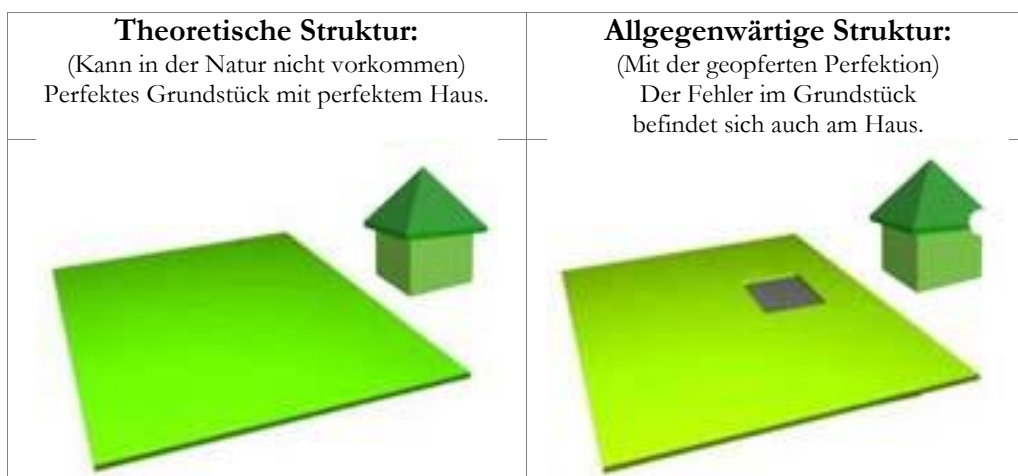 Theoretische Struktur:
(Kann in der Natur nicht vorkommen)
Perfektes Grundstück mit perfektem Haus.
Allgegenwärtige Struktur:
(Mit der geopferten Perfektion)
Der Fehler im Grundstück
befindet sich auch am Haus.